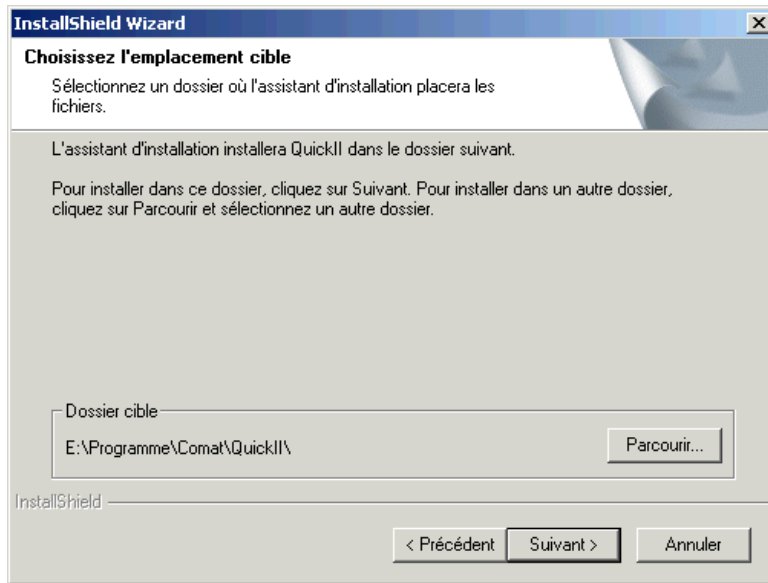 InstallShield Wizard
Choisissez l'emplacement cible
Sélectionnez un dossier où l'assistant d'installation placera les
fichiers.
L'assistant d'installation installera QuickII dans le dossier suivant.
Pour installer dans ce dossier, cliquez sur Suivant. Pour installer dans un autre dossier,
cliquez sur Parcourir et sélectionnez un autre dossier.
Dossier cible
E:\Programme\Comat\QuickII\
Parcourir...
InstallShield
< Précédent
Suivant >
Annuler